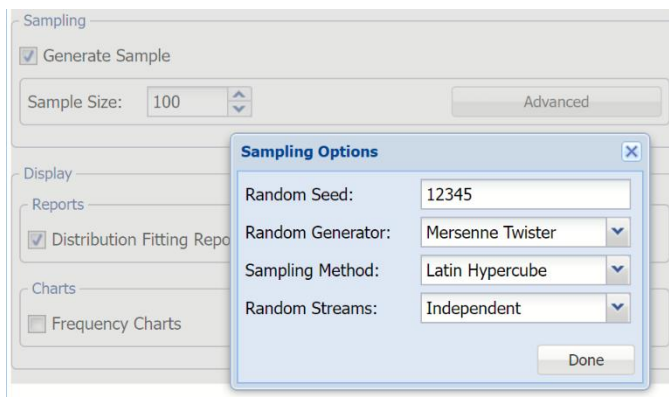 Sampling
Generate Sample
Sample Size: 100 Advanced
Sampling Options
Random Seed: 12345
Random Generator: Mersenne Twister
Sampling Method: Latin Hypercube
Random Streams: Independent
Done
Display
Reports
Distribution Fitting Repo
Charts
Frequency Charts